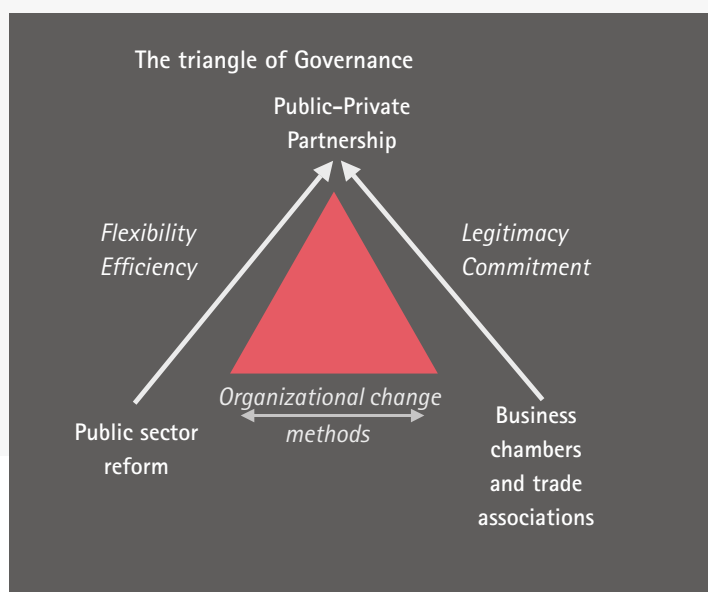 The triangle of Governance
Public–Private
Partnership
Flexibility
Efficiency
Legitimacy
Commitment
Organizational change
methods
Public sector
reform
Business
chambers
and trade
associations